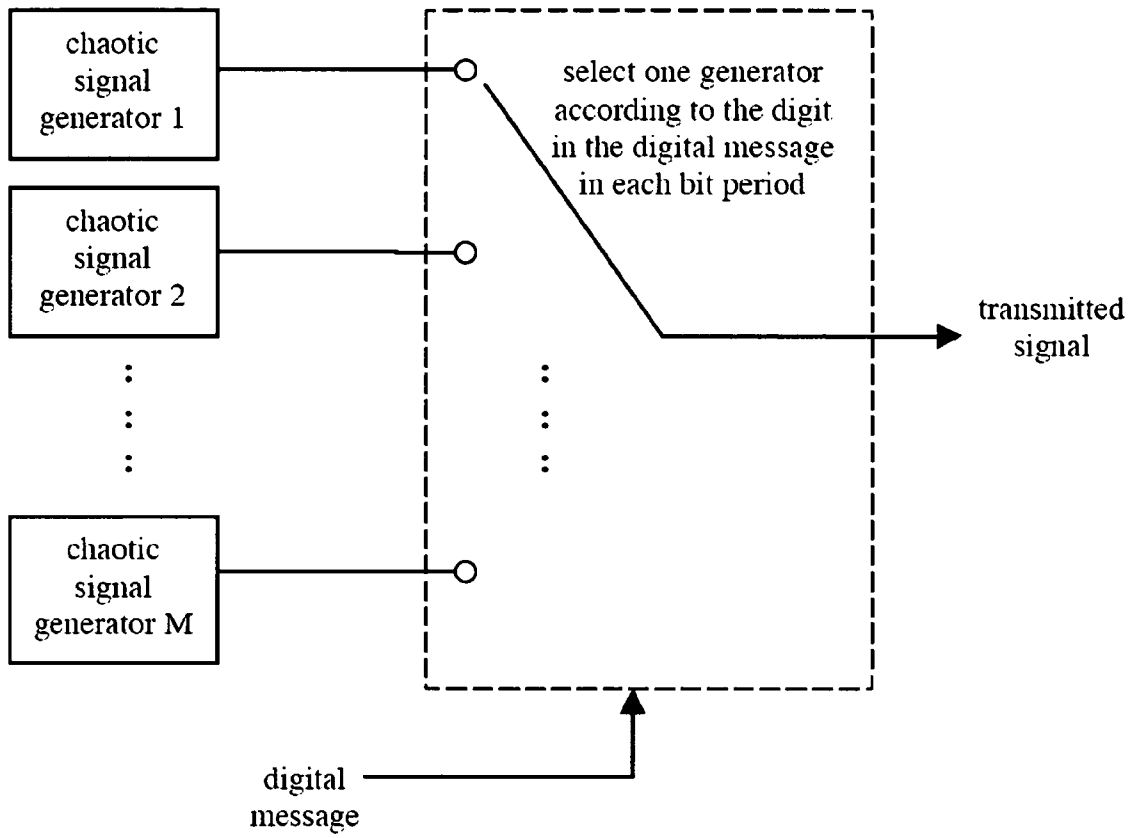 chaotic
signal
generator 1
select one generator
according to the digit
in the digital message
in each bit period
chaotic
signal
generator 2
transmitted
signal
chaotic
signal
generator M
digital
message